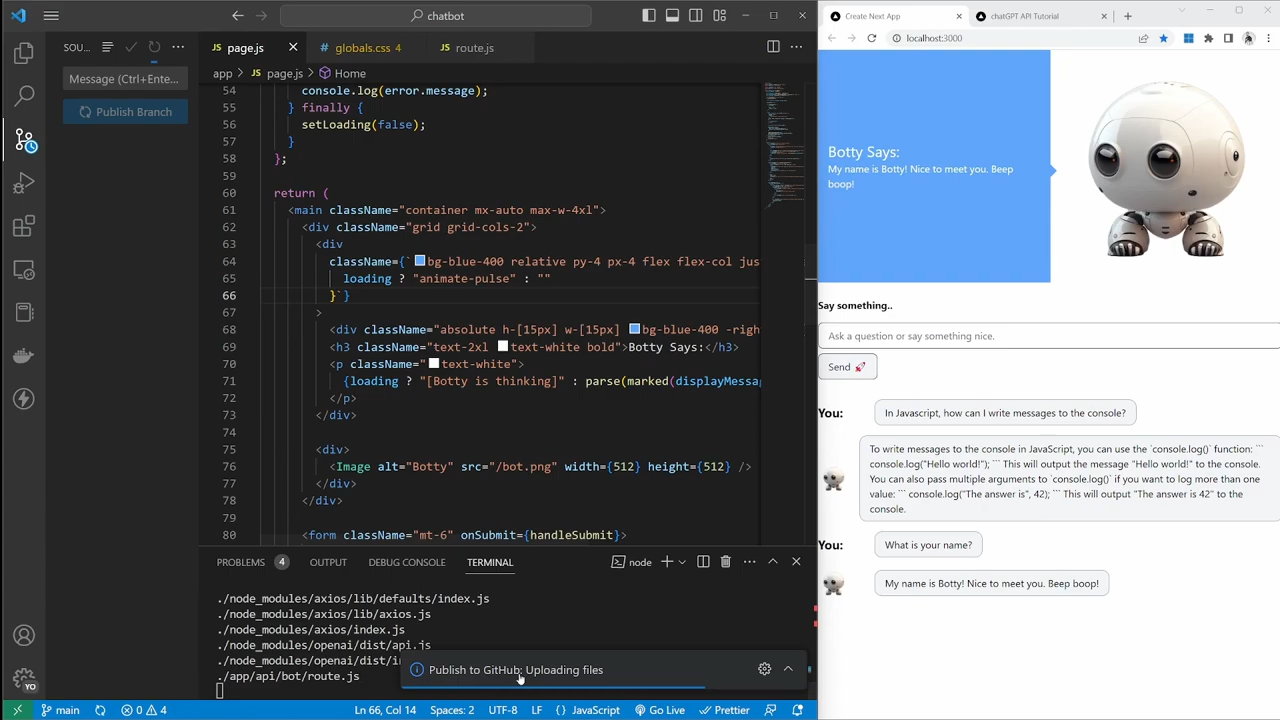 chatbot
SOU...
Message (Ctrl+Ente...
Publish Branch
page.js
globals.css 4
route.js
app > page.js > Home
54 console.log(error.message);
55 } finally {
56 setLoading(false);
57 }
58 };
59
60 return (
61 <main className="container mx-auto max-w-4xl">
62 <div className="grid grid-cols-2">
63 <div
64 className={`bg-blue-400 relative py-4 px-4 flex flex-col jus
65 loading ? "animate-pulse" : ""
66 }`}
67 >
68 <div className="absolute h-[15px] w-[15px] bg-blue-400 -righ
69 <h3 className="text-2xl text-white bold">Botty Says:</h3>
70 <p className="text-white">
71 {loading ? "[Botty is thinking]" : parse(marked(displayMessag
72 </p>
73 </div>
74
75 <div>
76 <Image alt="Botty" src="/bot.png" width={512} height={512} />
77 </div>
78 </div>
79
80 <form className="mt-6" onSubmit={handleSubmit}>
PROBLEMS 4 OUTPUT DEBUG CONSOLE TERMINAL node
./node_modules/axios/lib/defaults/index.js
./node_modules/axios/lib/axios.js
./node_modules/axios/index.js
./node_modules/openai/dist/api.js
./node_modules/openai/dist/i
./app/api/bot/route.js
Publish to GitHub: Uploading files
YO
main 0 4 Ln 66, Col 14 Spaces: 2 UTF-8 LF {} JavaScript Go Live Prettier
Create Next App
chatGPT API Tutorial
localhost:3000
Botty Says:
My name is Botty! Nice to meet you. Beep
boop!
Say something..
Ask a question or say something nice.
Send 🚀
You: In Javascript, how can I write messages to the console?
To write messages to the console in JavaScript, you can use the `console.log()` function: ```
console.log("Hello world!"); ``` This will output the message "Hello world!" to the console.
You can also pass multiple arguments to `console.log()` if you want to log more than one
value: ``` console.log("The answer is", 42); ``` This will output "The answer is 42" to the
console.
You: What is your name?
My name is Botty! Nice to meet you. Beep boop!